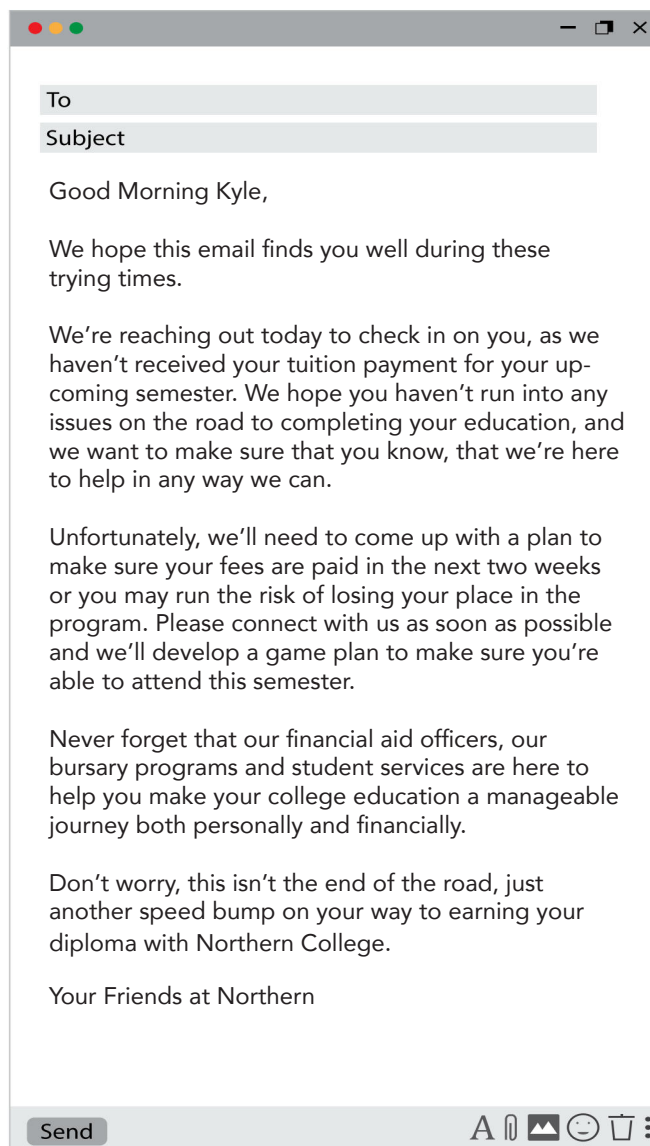 To
Subject
Good Morning Kyle,
We hope this email finds you well during these
trying times.
We’re reaching out today to check in on you, as we
haven’t received your tuition payment for your up-
coming semester. We hope you haven’t run into any
issues on the road to completing your education, and
we want to make sure that you know, that we’re here
to help in any way we can.
Unfortunately, we’ll need to come up with a plan to
make sure your fees are paid in the next two weeks
or you may run the risk of losing your place in the
program. Please connect with us as soon as possible
and we’ll develop a game plan to make sure you’re
able to attend this semester.
Never forget that our financial aid officers, our
bursary programs and student services are here to
help you make your college education a manageable
journey both personally and financially.
Don’t worry, this isn’t the end of the road, just
another speed bump on your way to earning your
diploma with Northern College.
Your Friends at Northern
Send
A